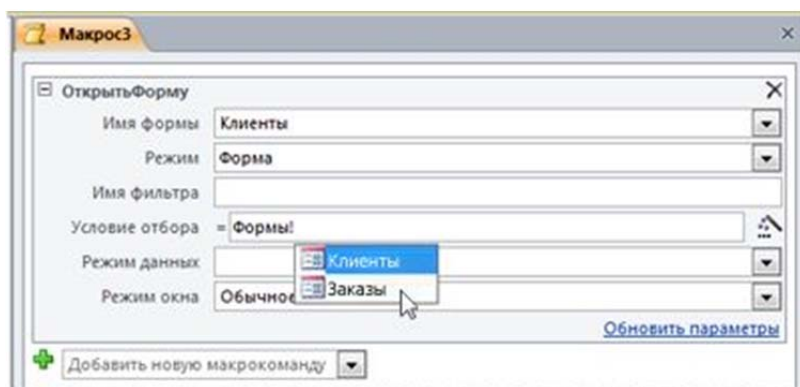 Макрос3
ОткрытьФорму
Имя формы Клиенты
Режим Форма
Имя фильтра
Условие отбора = Формы!
Клиенты
Режим данных
Заказы
Режим окна Обычное
Обновить параметры
Добавить новую макрокоманду